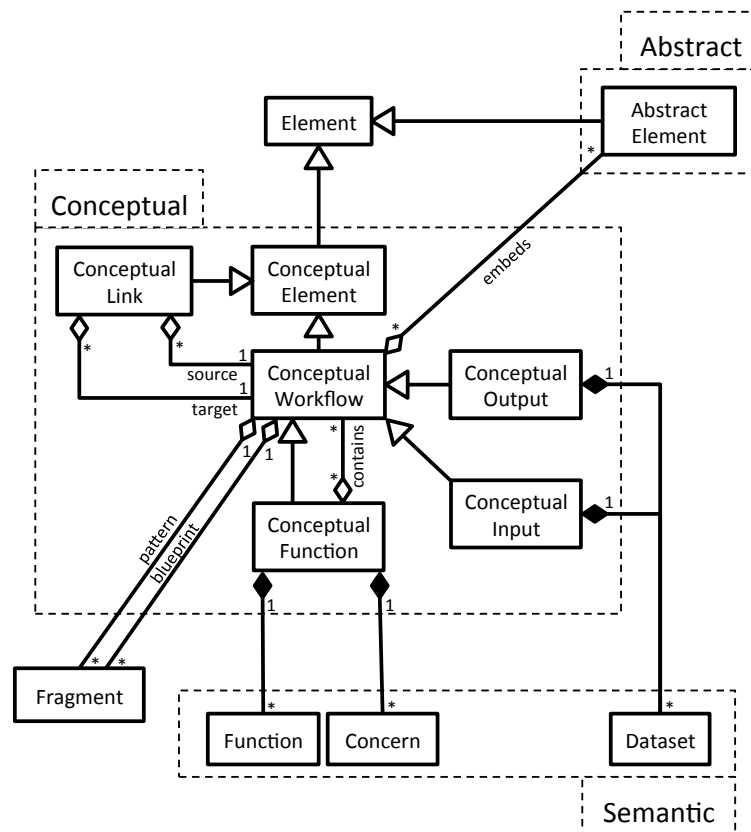 Abstract
Abstract
Element
Element
*
Conceptual
embeds
Conceptual
Link
Conceptual
Element
*
*
*
1
source
Conceptual
Workflow
Conceptual
Output
1
1
target
1
1
*
contains
*
Conceptual
Input
1
Conceptual
Function
pattern
blueprint
1
1
*
*
Fragment
*
*
*
Function
Concern
Dataset
Semantic